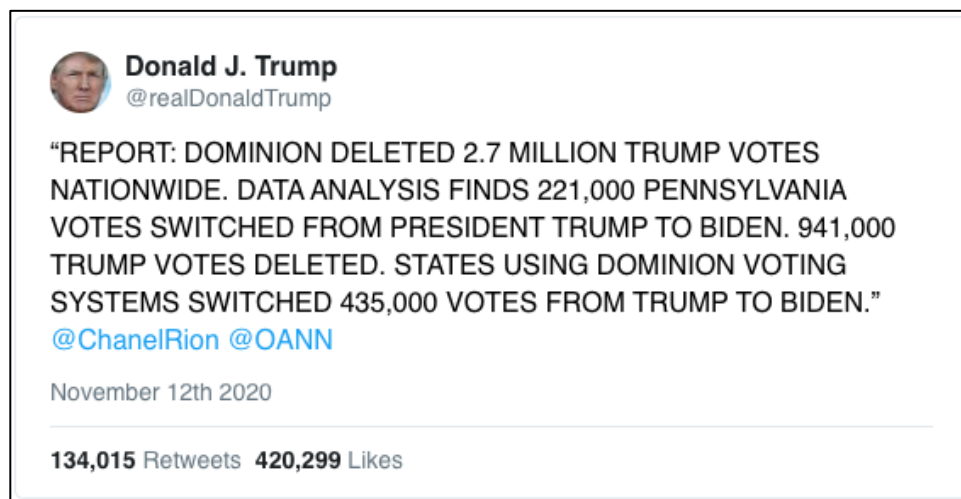 Donald J. Trump
@realDonaldTrump
“REPORT: DOMINION DELETED 2.7 MILLION TRUMP VOTES
NATIONWIDE. DATA ANALYSIS FINDS 221,000 PENNSYLVANIA
VOTES SWITCHED FROM PRESIDENT TRUMP TO BIDEN. 941,000
TRUMP VOTES DELETED. STATES USING DOMINION VOTING
SYSTEMS SWITCHED 435,000 VOTES FROM TRUMP TO BIDEN.”
@ChanelRion @OANN
November 12th 2020
134,015 Retweets 420,299 Likes